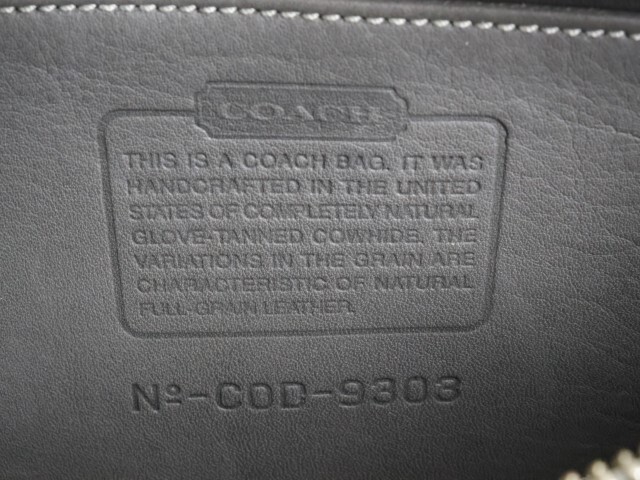 COACH
THIS IS A COACH BAG. IT WAS
HANDCRAFTED IN THE UNITED
STATES OF COMPLETELY NATURAL
GLOVE-TANNED COWHIDE. THE
VARIATIONS IN THE GRAIN ARE
CHARACTERISTIC OF NATURAL
FULL-GRAIN LEATHER.
Nº-COD-9303